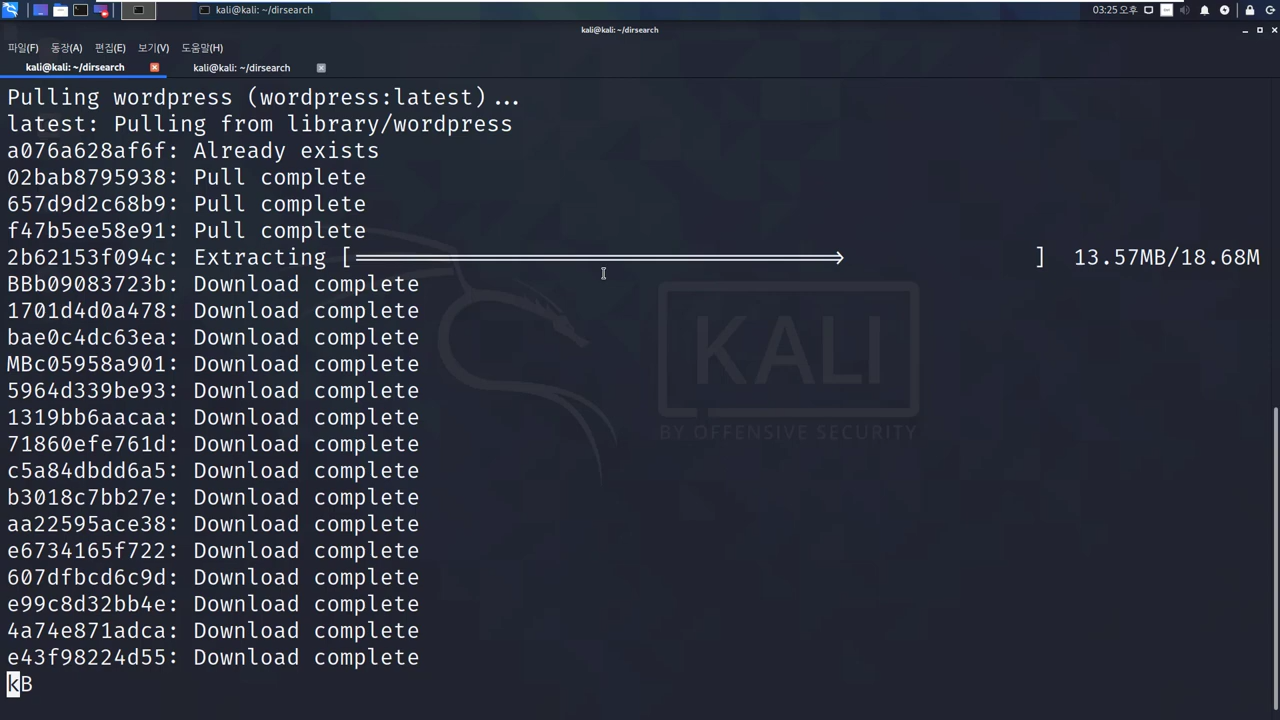 kali@kali: ~/dirsearch
03:25 오후
kali@kali: ~/dirsearch
파일(F) 동장(A) 편집(E) 보기(V) 도움말(H)
kali@kali: ~/dirsearch kali@kali: ~/dirsearch
Pulling wordpress (wordpress:latest)...
latest: Pulling from library/wordpress
a076a628af6f: Already exists
02bab8795938: Pull complete
657d9d2c68b9: Pull complete
f47b5ee58e91: Pull complete
2b62153f094c: Extracting [==================================>              ] 13.57MB/18.68M
BBb09083723b: Download complete
1701d4d0a478: Download complete
bae0c4dc63ea: Download complete
MBc05958a901: Download complete
5964d339be93: Download complete
1319bb6aacaa: Download complete
71860efe761d: Download complete
c5a84dbdd6a5: Download complete
b3018c7bb27e: Download complete
aa22595ace38: Download complete
e6734165f722: Download complete
607dfbcd6c9d: Download complete
e99c8d32bb4e: Download complete
4a74e871adca: Download complete
e43f98224d55: Download complete
kB
KALI
BY OFFENSIVE SECURITY